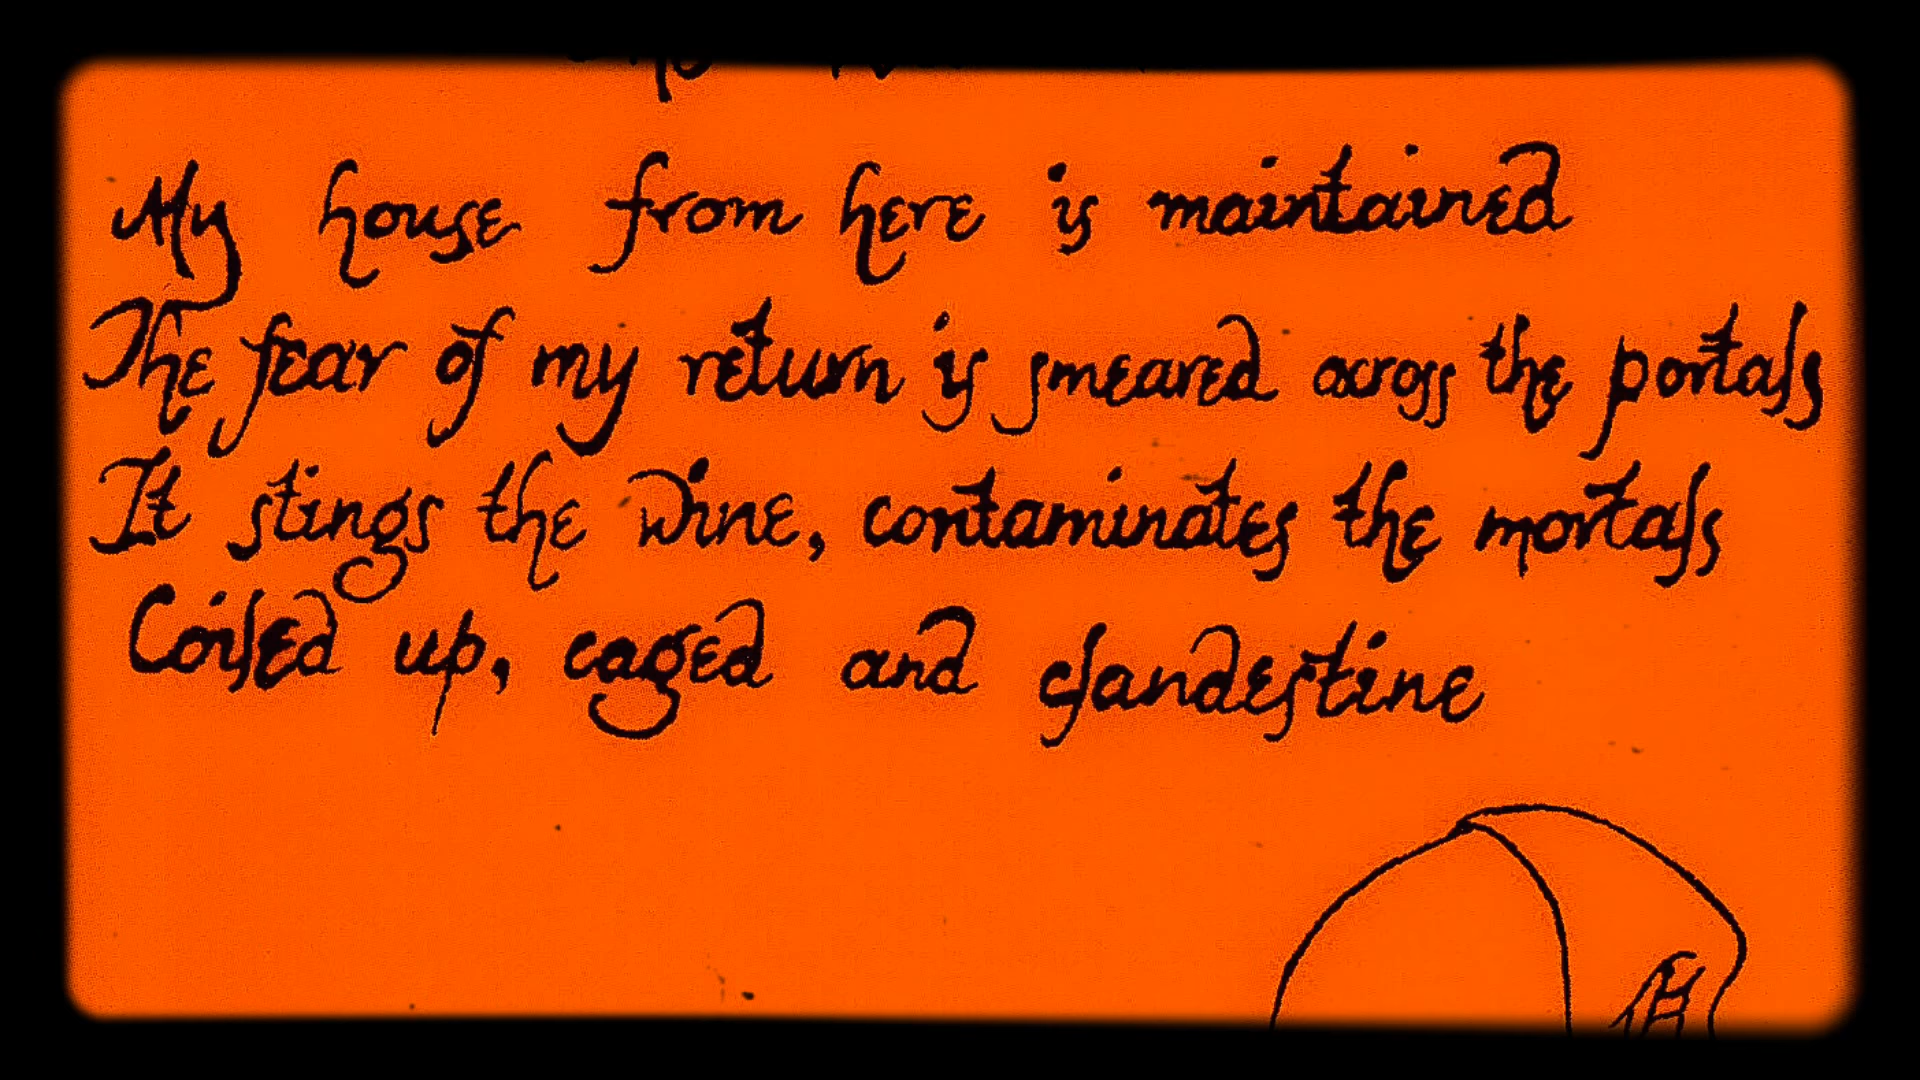 My house from here is maintained
The fear of my return is smeared across the portals
It stings the wine, contaminates the mortals
Coiled up, caged and clandestine